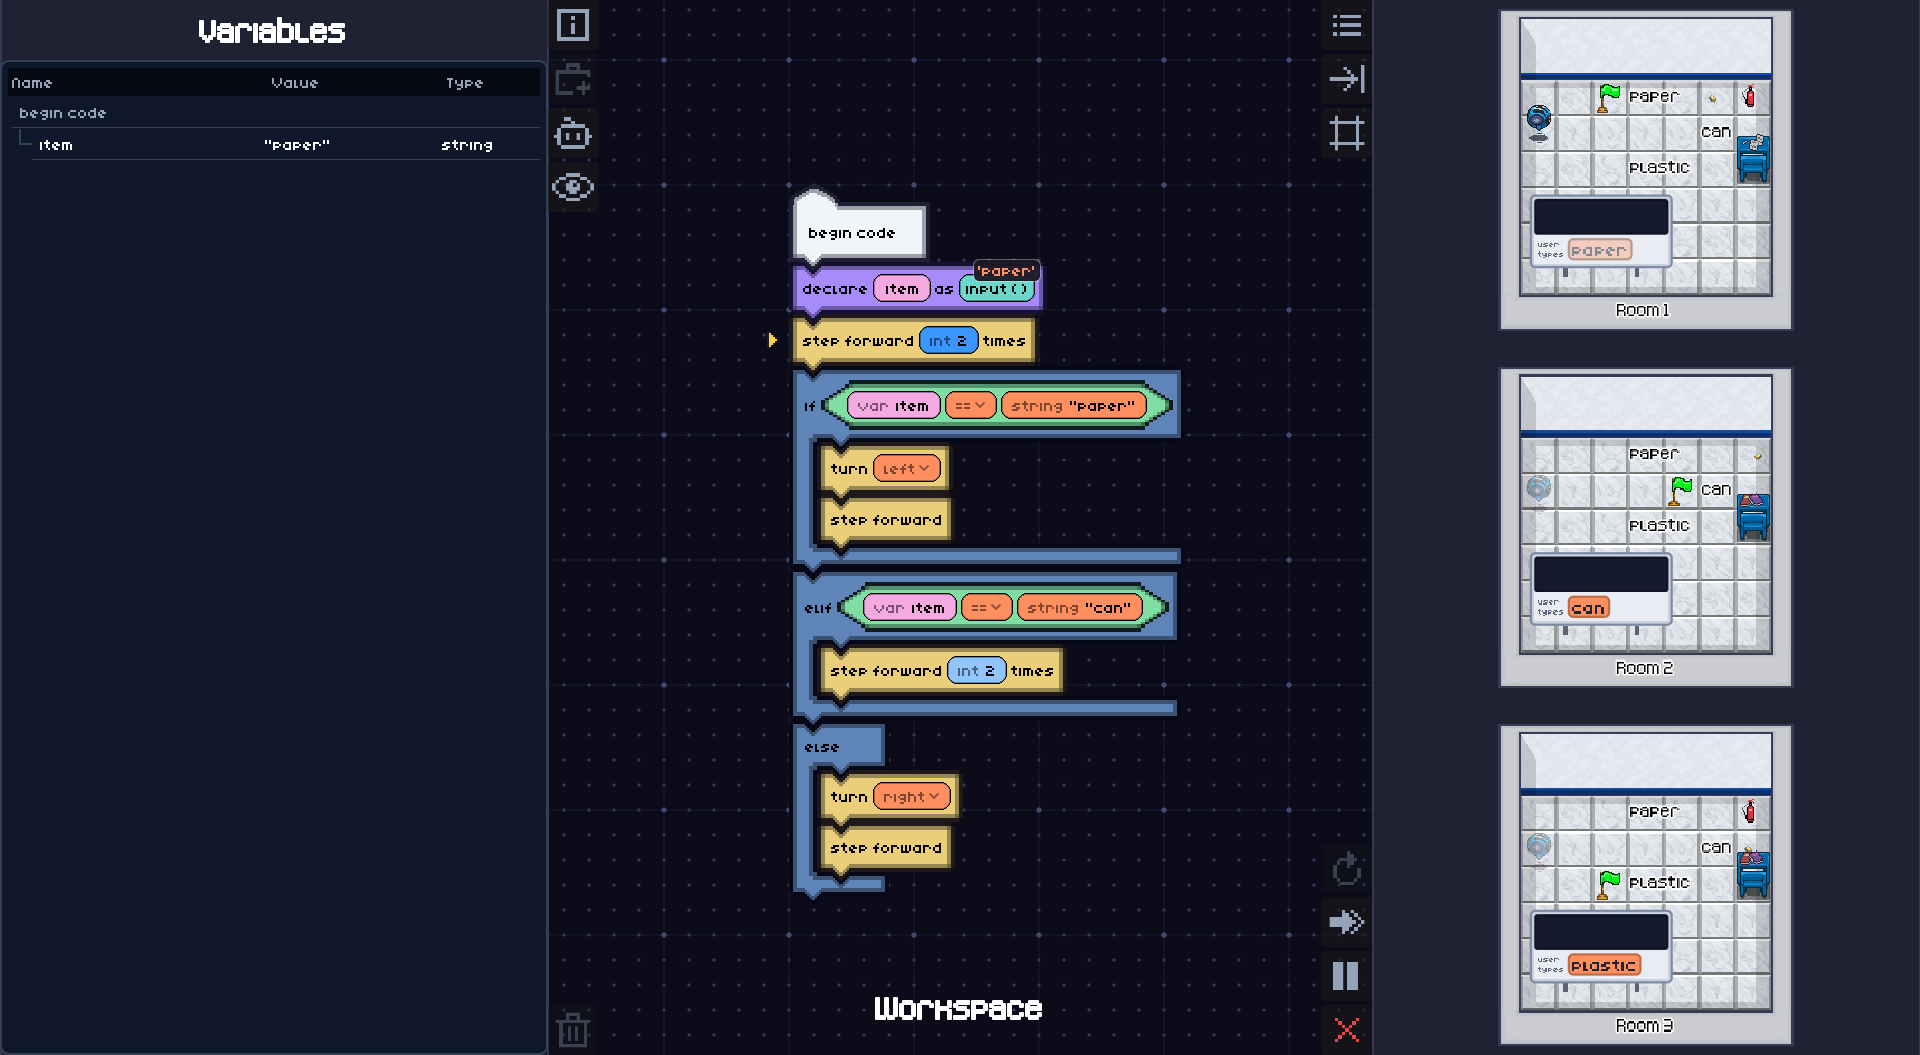 Variables
Name Value Type
begin code
item "paper" string
begin code
'paper'
declare item as input ()
step forward int 2 times
if var item == string "paper"
turn left
step forward
elif var item == string "can"
step forward int 2 times
else
turn right
step forward
Workspace
paper
can
plastic
user types paper
Room 1
paper
can
plastic
user types can
Room 2
paper
can
plastic
user types plastic
Room 3